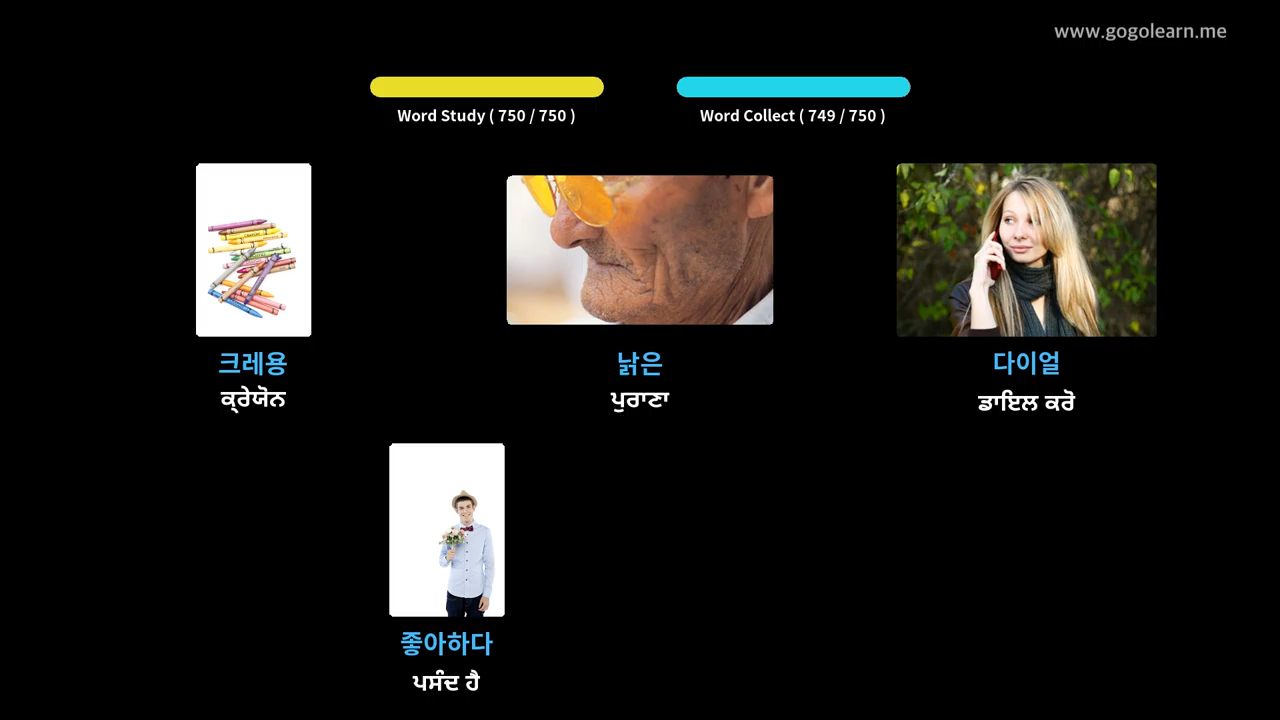 www.gogolearn.me
Word Study ( 750 / 750 )
Word Collect ( 749 / 750 )
크레용
ਕ੍ਰੇਯੋਨ
낡은
ਪੁਰਾਣਾ
다이얼
ਡਾਇਲ ਕਰੋ
좋아하다
ਪਸੰਦ ਹੈ